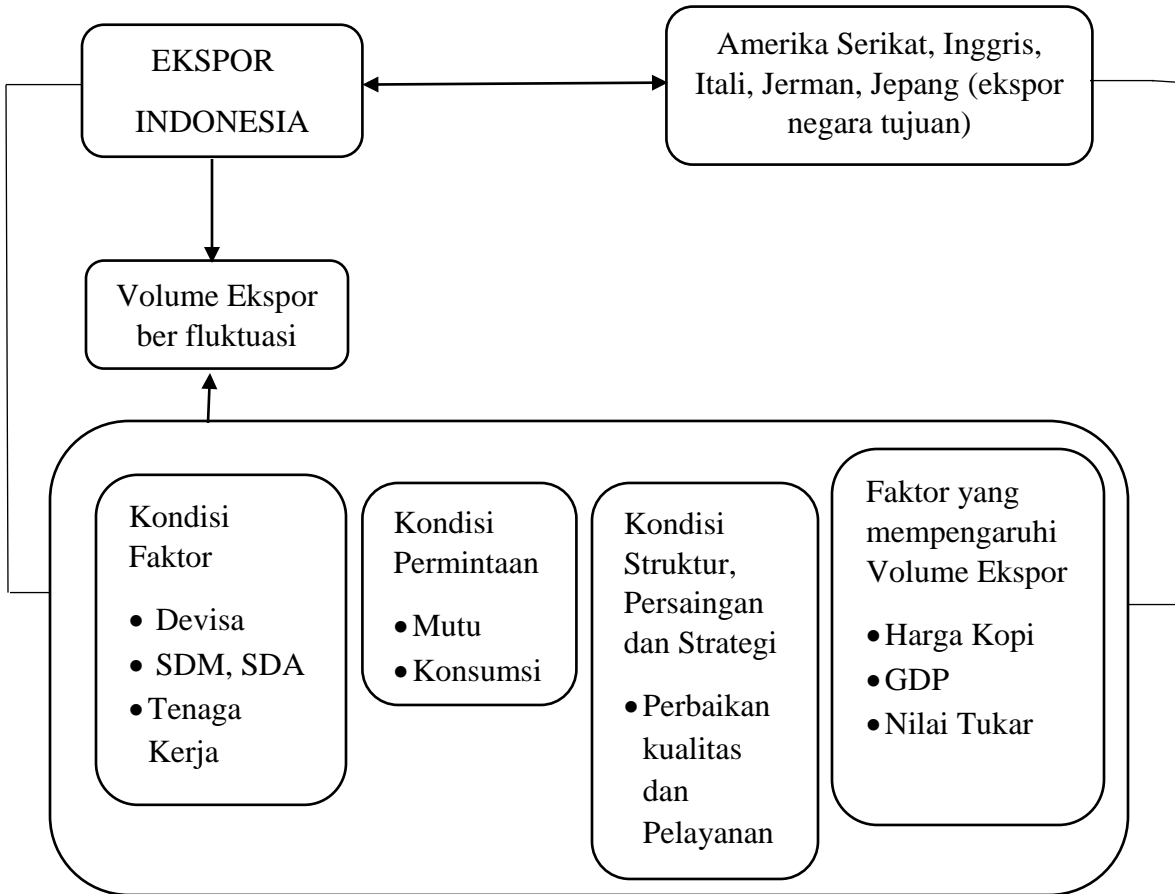 EKSPOR
INDONESIA
Amerika Serikat, Inggris,
Itali, Jerman, Jepang (ekspor
negara tujuan)
Volume Ekspor
ber fluktuasi
Kondisi
Faktor
• Devisa
• SDM, SDA
• Tenaga
Kerja
Kondisi
Permintaan
• Mutu
• Konsumsi
Kondisi
Struktur,
Persaingan
dan Strategi
• Perbaikan
kualitas
dan
Pelayanan
Faktor yang
mempengaruhi
Volume Ekspor
• Harga Kopi
• GDP
• Nilai Tukar